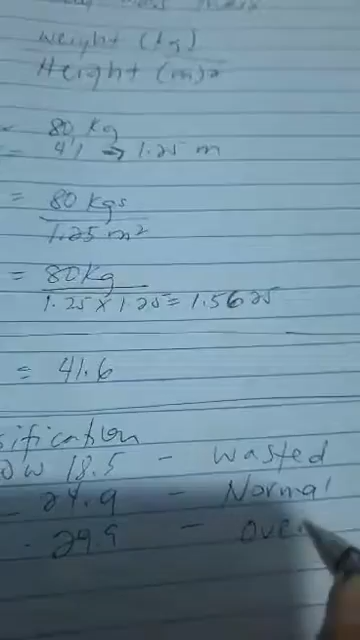 Weight (kg)
Height (m)2
80 Kg
= 4'1 → 1.25 m
= 80 Kgs
1.25 m²
= 80Kg
1.25 x 1.25 = 1.5625
= 41.6
sification
ow 18.5 - wasted
- 24.9 - Normal
- 29.9 - Over